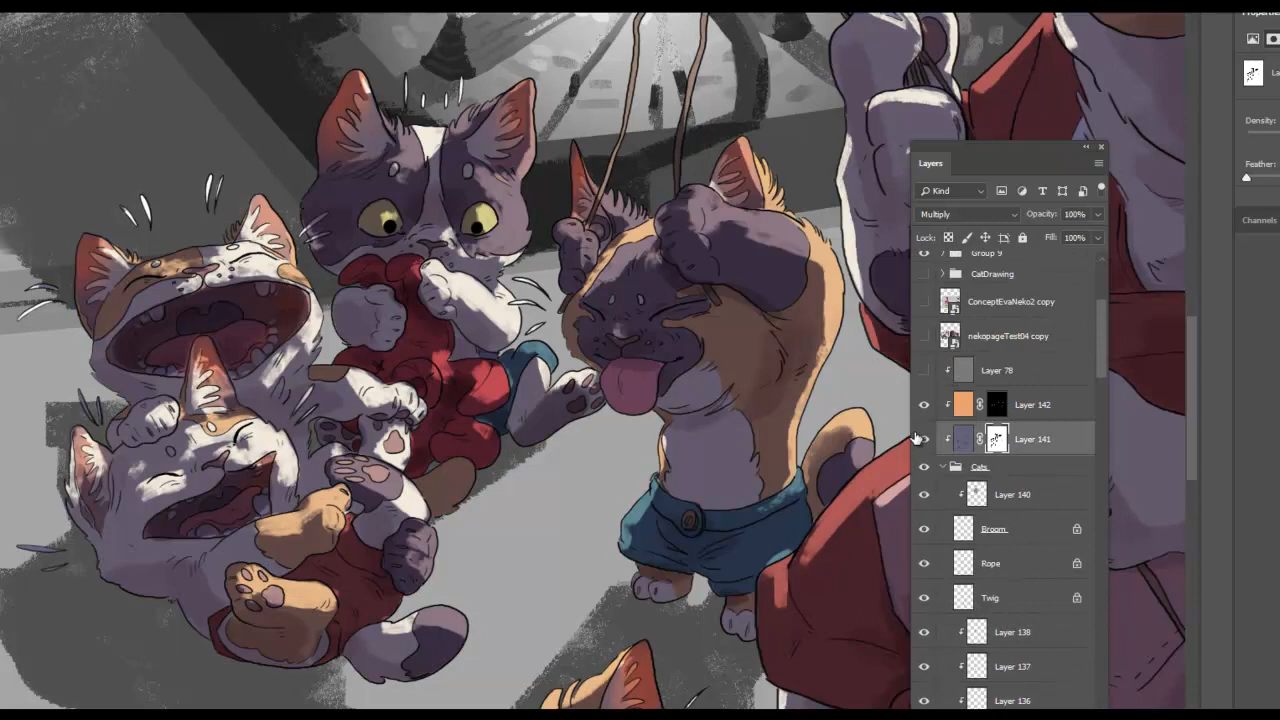 Layers
Kind
Multiply
Opacity: 100%
Lock:
Fill: 100%
Group 9
CatDrawing
ConceptEvaNeko2 copy
nekopageTest04 copy
Layer 78
Layer 142
Layer 141
Cats
Layer 140
Broom
Rope
Twig
Layer 138
Layer 137
Layer 136
Density:
Feather:
Channels